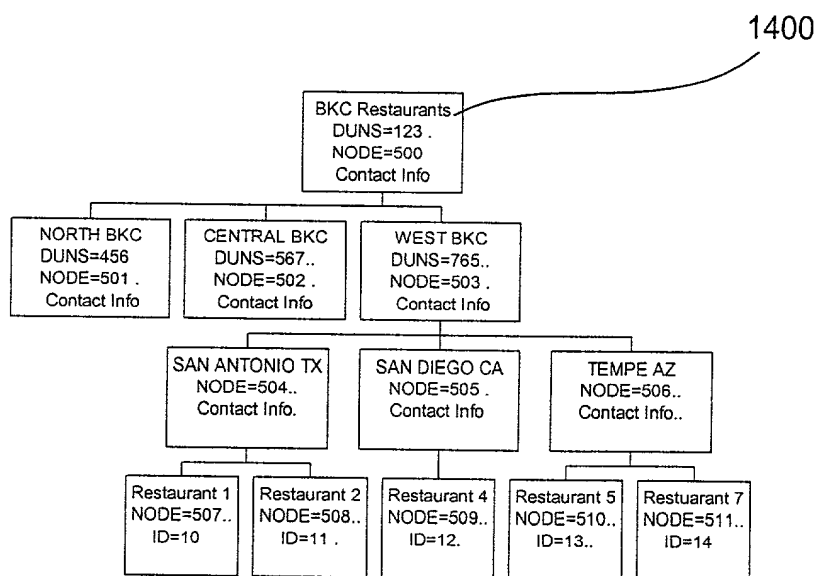 1400
BKC Restaurants
DUNS=123 .
NODE=500
Contact Info
NORTH BKC
DUNS=456
NODE=501 .
Contact Info
CENTRAL BKC
DUNS=567..
NODE=502 .
Contact Info
WEST BKC
DUNS=765..
NODE=503 .
Contact Info
SAN ANTONIO TX
NODE=504..
Contact Info.
SAN DIEGO CA
NODE=505 .
Contact Info
TEMPE AZ
NODE=506..
Contact Info..
Restaurant 1
NODE=507..
ID=10
Restaurant 2
NODE=508..
ID=11 .
Restaurant 4
NODE=509..
ID=12.
Restaurant 5
NODE=510..
ID=13..
Restuarant 7
NODE=511..
ID=14